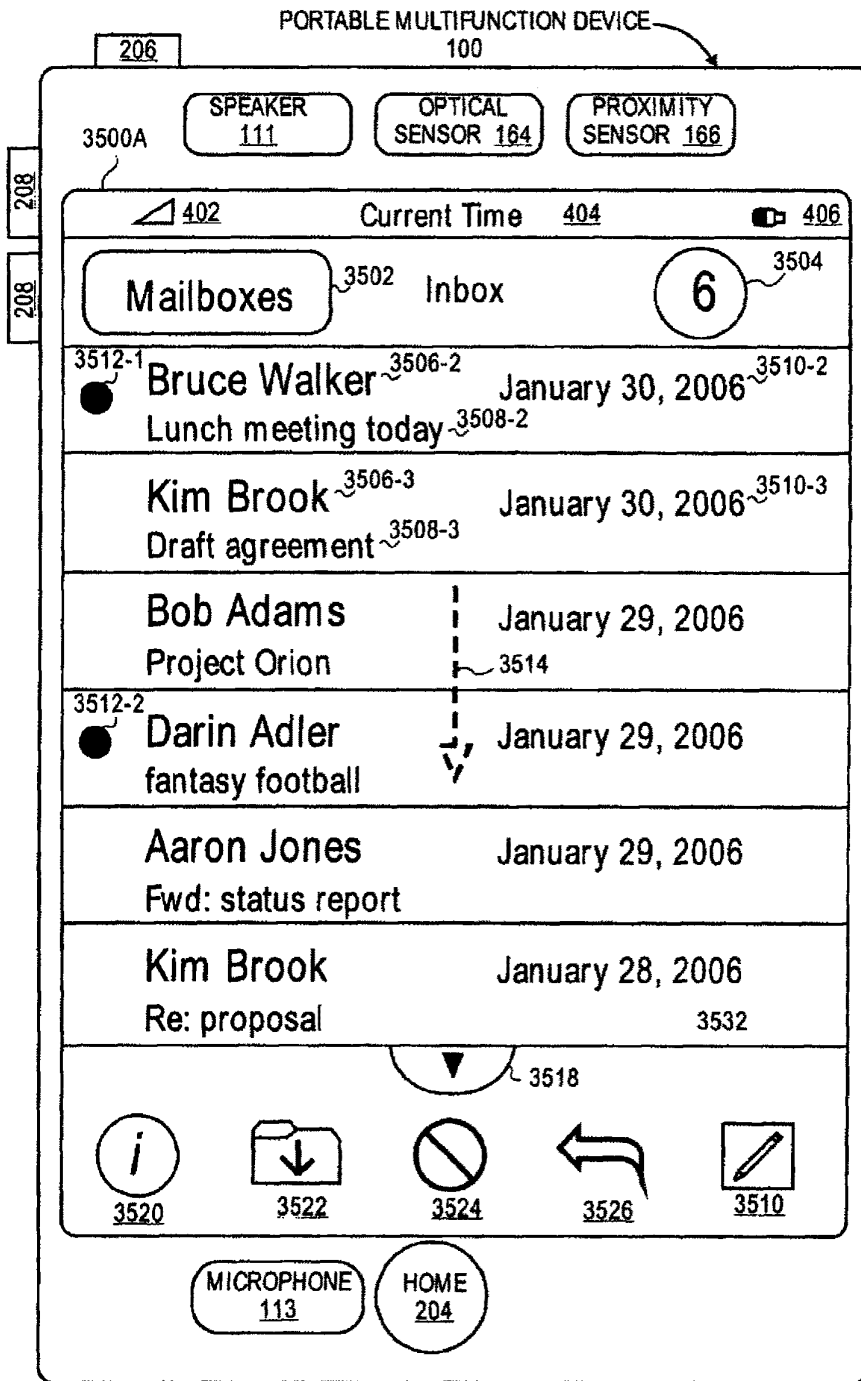 PORTABLE MULTIFUNCTION DEVICE
100
206
SPEAKER
111
OPTICAL
SENSOR 164
PROXIMITY
SENSOR 166
3500A
208
208
402 Current Time 404 406
Mailboxes 3502 Inbox 6 3504
3512-1
Bruce Walker 3506-2 January 30, 2006 3510-2
Lunch meeting today 3508-2
Kim Brook 3506-3 January 30, 2006 3510-3
Draft agreement 3508-3
Bob Adams January 29, 2006
Project Orion 3514
3512-2
Darin Adler January 29, 2006
fantasy football
Aaron Jones January 29, 2006
Fwd: status report
Kim Brook January 28, 2006
Re: proposal 3532
3518
i
3520 3522 3524 3526 3510
MICROPHONE
113
HOME
204